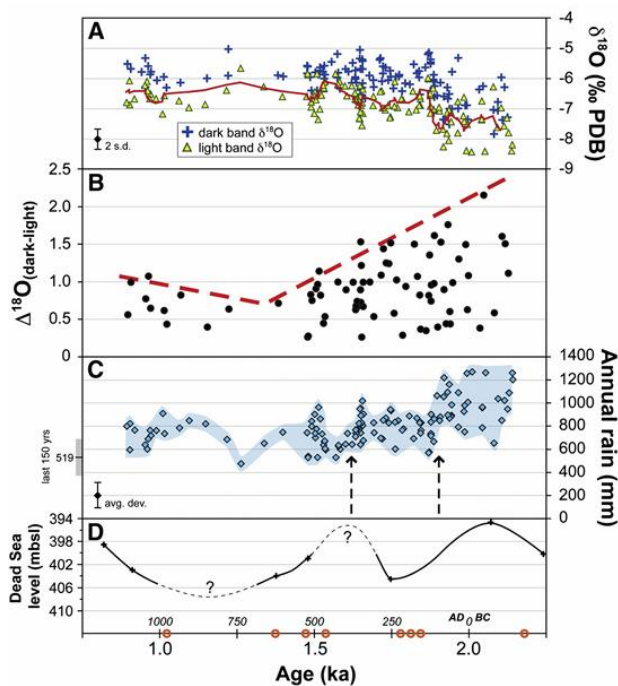 A
-4
-5
-6
-7
-8
-9
δ18O (‰ PDB)
2 s.d.
dark band δ18O
light band δ18O
B
2.5
2.0
1.5
1.0
0.5
0
Δ18O(dark-light)
C
1400
1200
1000
800
600
400
200
0
Annual rain (mm)
last 150 yrs
519
avg. dev.
D
394
398
402
406
410
Dead Sea
level (mbsl)
? ?
1000 750 500 250 AD 0 BC
1.0 1.5 2.0
Age (ka)